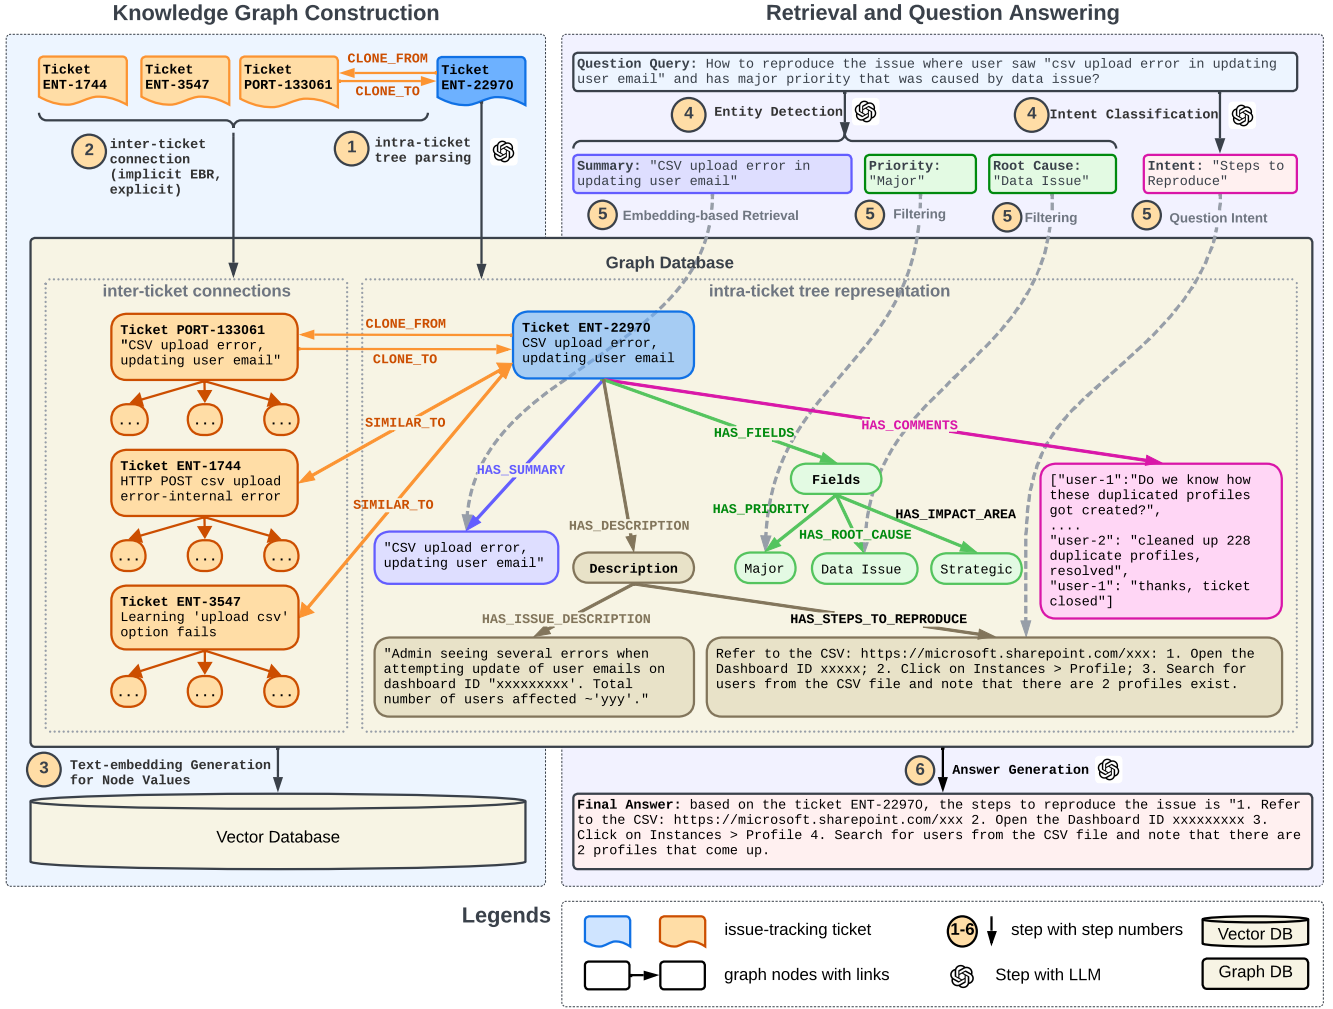 Knowledge Graph Construction
Retrieval and Question Answering
Ticket
ENT-1744
Ticket
ENT-3547
Ticket
PORT-133061
CLONE_FROM
CLONE_TO
Ticket
ENT-22970
2
inter-ticket
connection
(implicit EBR,
explicit)
1
intra-ticket
tree parsing
Question Query: How to reproduce the issue where user saw "csv upload error in updating
user email" and has major priority that was caused by data issue?
4
Entity Detection
4
Intent Classification
Summary: "CSV upload error in
updating user email"
Priority:
"Major"
Root Cause:
"Data Issue"
Intent: "Steps to
Reproduce"
5
Embedding-based Retrieval
5
Filtering
5
Filtering
5
Question Intent
Graph Database
inter-ticket connections
intra-ticket tree representation
Ticket PORT-133061
"CSV upload error,
updating user email"
...
...
...
Ticket ENT-1744
HTTP POST csv upload
error-internal error
...
...
...
Ticket ENT-3547
Learning 'upload csv'
option fails
...
...
...
CLONE_FROM
CLONE_TO
SIMILAR_TO
SIMILAR_TO
Ticket ENT-22970
CSV upload error,
updating user email
HAS_SUMMARY
HAS_DESCRIPTION
HAS_FIELDS
HAS_COMMENTS
"CSV upload error,
updating user email"
Description
Fields
HAS_PRIORITY
HAS_ROOT_CAUSE
HAS_IMPACT_AREA
Major
Data Issue
Strategic
["user-1":"Do we know how
these duplicated profiles
got created?",
....
"user-2": "cleaned up 228
duplicate profiles,
resolved",
"user-1": "thanks, ticket
closed"]
HAS_ISSUE_DESCRIPTION
HAS_STEPS_TO_REPRODUCE
"Admin seeing several errors when
attempting update of user emails on
dashboard ID "xxxxxxxxx'. Total
number of users affected ~'yyy'."
Refer to the CSV: https://microsoft.sharepoint.com/xxx: 1. Open the
Dashboard ID xxxxx; 2. Click on Instances > Profile; 3. Search for
users from the CSV file and note that there are 2 profiles exist.
3
Text-embedding Generation
for Node Values
Vector Database
6
Answer Generation
Final Answer: based on the ticket ENT-22970, the steps to reproduce the issue is "1. Refer
to the CSV: https://microsoft.sharepoint.com/xxx 2. Open the Dashboard ID xxxxxxxxx 3.
Click on Instances > Profile 4. Search for users from the CSV file and note that there are
2 profiles that come up.
Legends
issue-tracking ticket
1-6
step with step numbers
Vector DB
graph nodes with links
Step with LLM
Graph DB